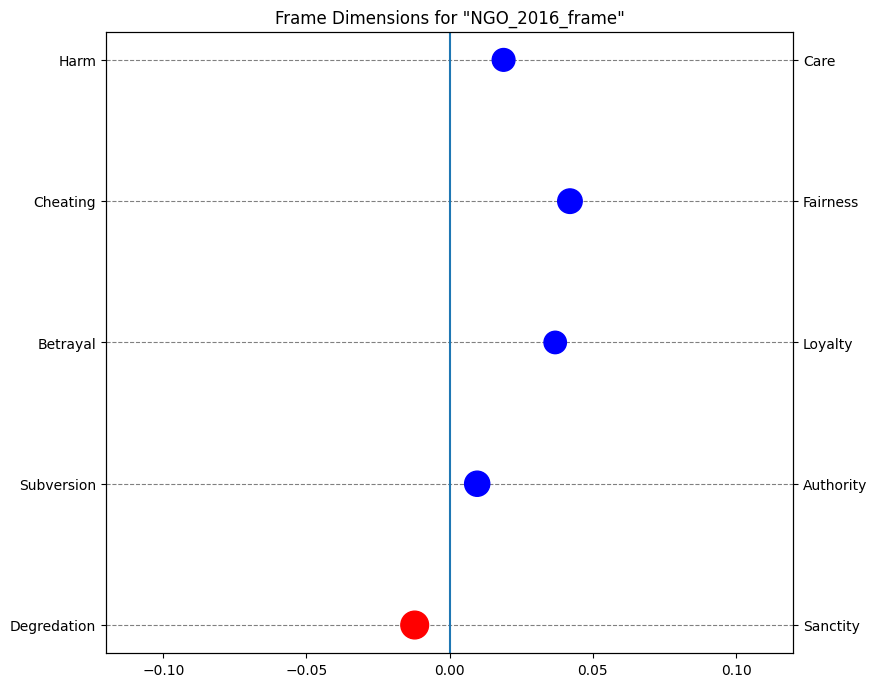 Frame Dimensions for "NGO_2016_frame"
Harm Care
Cheating Fairness
Betrayal Loyalty
Subversion Authority
Degredation Sanctity
−0.10 −0.05 0.00 0.05 0.10